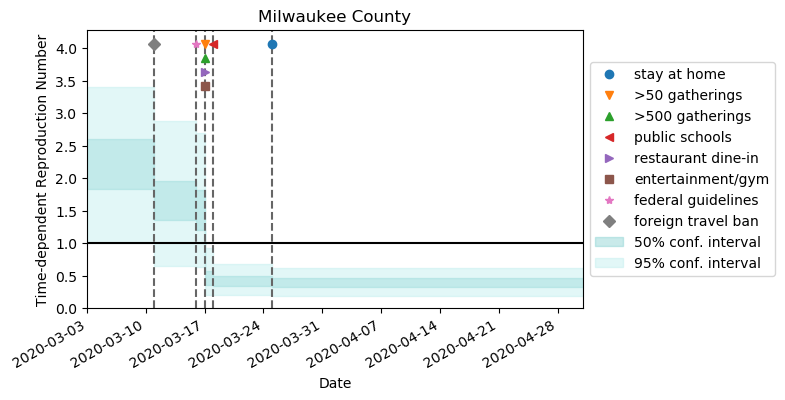 Milwaukee County
Time-dependent Reproduction Number
4.0
3.5
3.0
2.5
2.0
1.5
1.0
0.5
0.0
stay at home
>50 gatherings
>500 gatherings
public schools
restaurant dine-in
entertainment/gym
federal guidelines
foreign travel ban
50% conf. interval
95% conf. interval
2020-03-03
2020-03-10
2020-03-17
2020-03-24
2020-03-31
2020-04-07
2020-04-14
2020-04-21
2020-04-28
Date